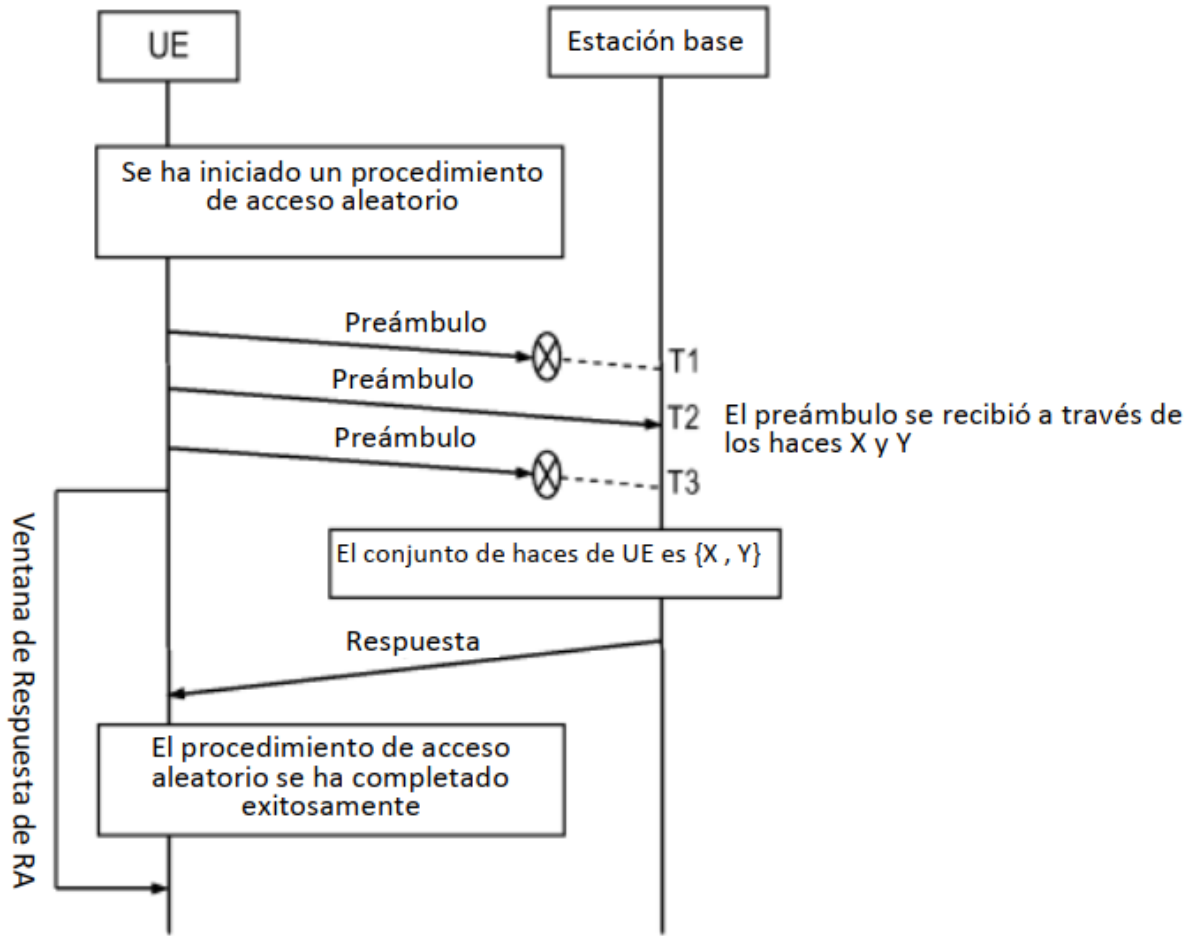 UE
Estación base
Se ha iniciado un procedimiento
de acceso aleatorio
Preámbulo
T1
Preámbulo
T2
El preámbulo se recibió a través de
los haces X y Y
Preámbulo
T3
El conjunto de haces de UE es {X , Y}
Respuesta
Ventana de Respuesta de RA
El procedimiento de acceso
aleatorio se ha completado
exitosamente